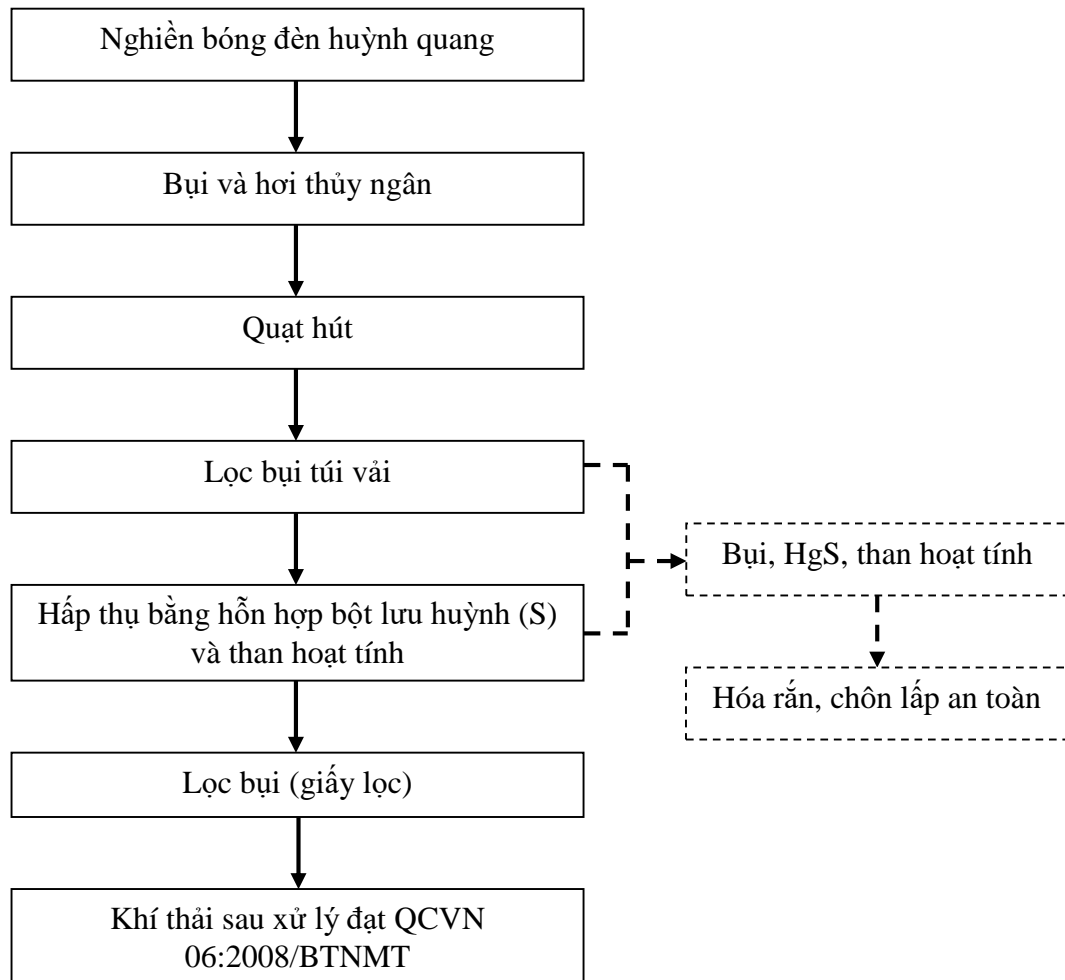 Nghiền bóng đèn huỳnh quang
Bụi và hơi thủy ngân
Quạt hút
Lọc bụi túi vải
Bụi, HgS, than hoạt tính
Hấp thụ bằng hỗn hợp bột lưu huỳnh (S)
và than hoạt tính
Hóa rắn, chôn lấp an toàn
Lọc bụi (giấy lọc)
Khí thải sau xử lý đạt QCVN
06:2008/BTNMT